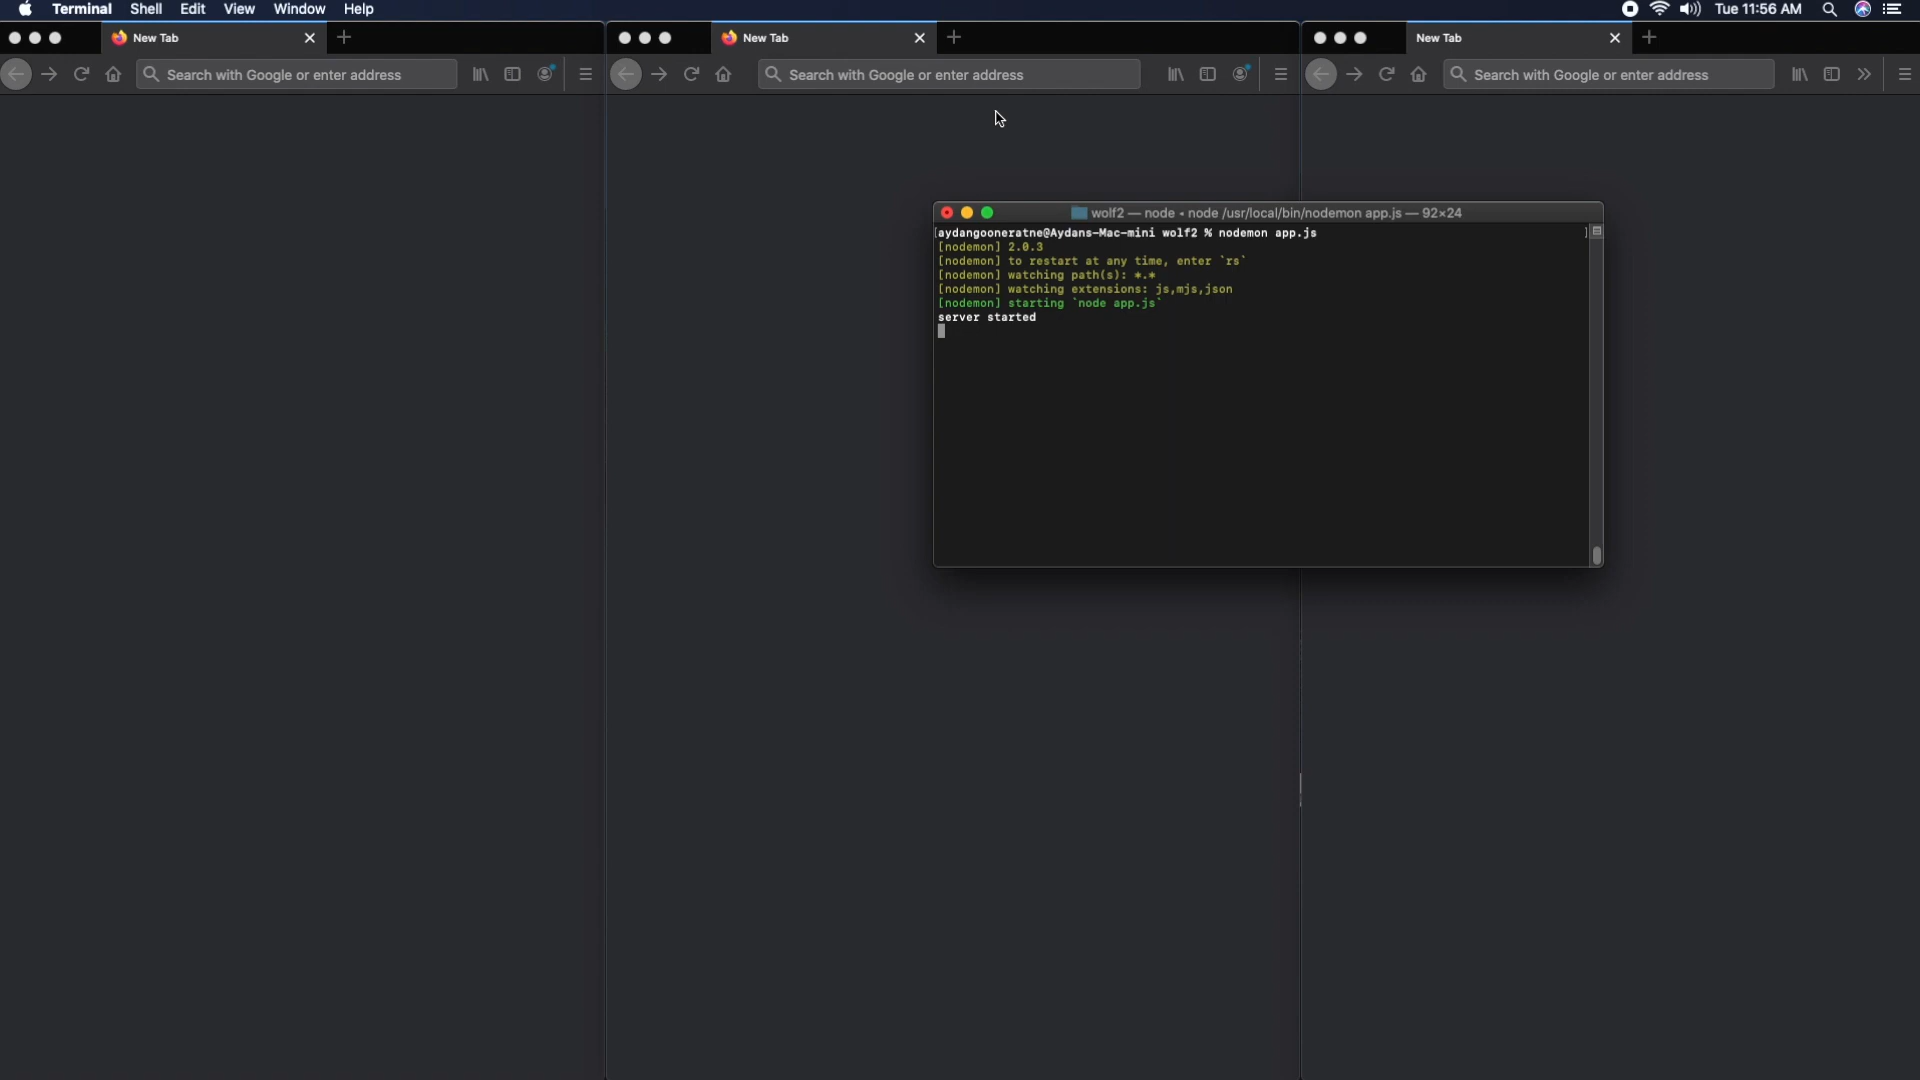 Terminal Shell Edit View Window Help
Tue 11:56 AM
New Tab
New Tab
New Tab
Search with Google or enter address
Search with Google or enter address
Search with Google or enter address
wolf2 — node • node /usr/local/bin/nodemon app.js — 92×24
[aydangooneratne@Aydans-Mac-mini wolf2 % nodemon app.js ]
[nodemon] 2.0.3
[nodemon] to restart at any time, enter `rs`
[nodemon] watching path(s): *.*
[nodemon] watching extensions: js,mjs,json
[nodemon] starting `node app.js`
server started